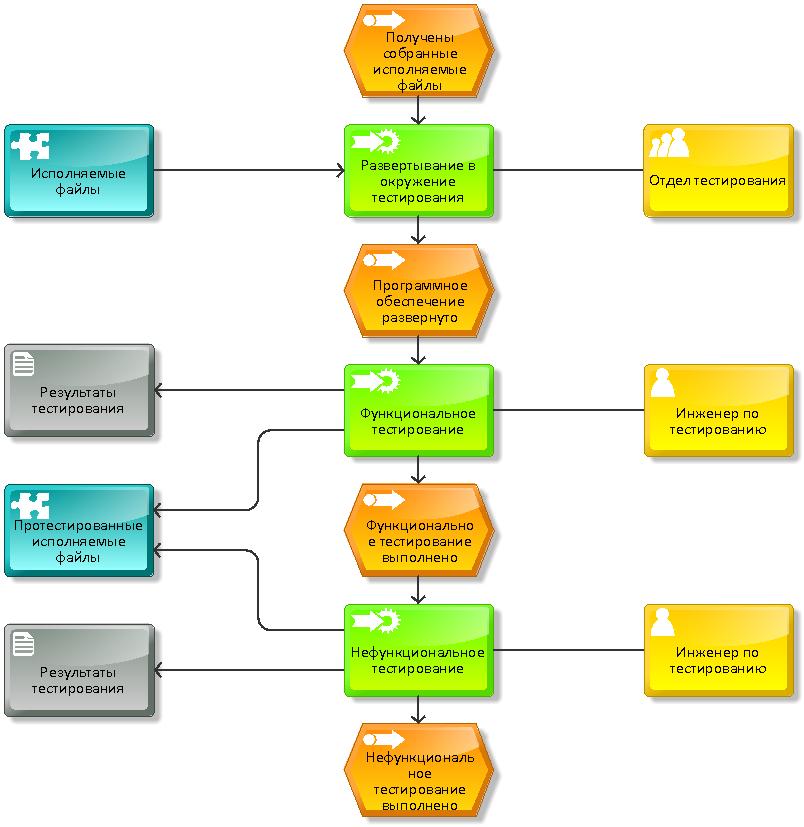 Получены
собранные
исполняемые
файлы
Исполняемые
файлы
Развертывание в
окружение
тестирования
Отдел тестирования
Программное
обеспечение
развернуто
Результаты
тестирования
Функциональное
тестирование
Инженер по
тестированию
Протестированные
исполняемые
файлы
Функционально
е тестирование
выполнено
Результаты
тестирования
Нефункциональное
тестирование
Инженер по
тестированию
Нефункциональ
ное
тестирование
выполнено